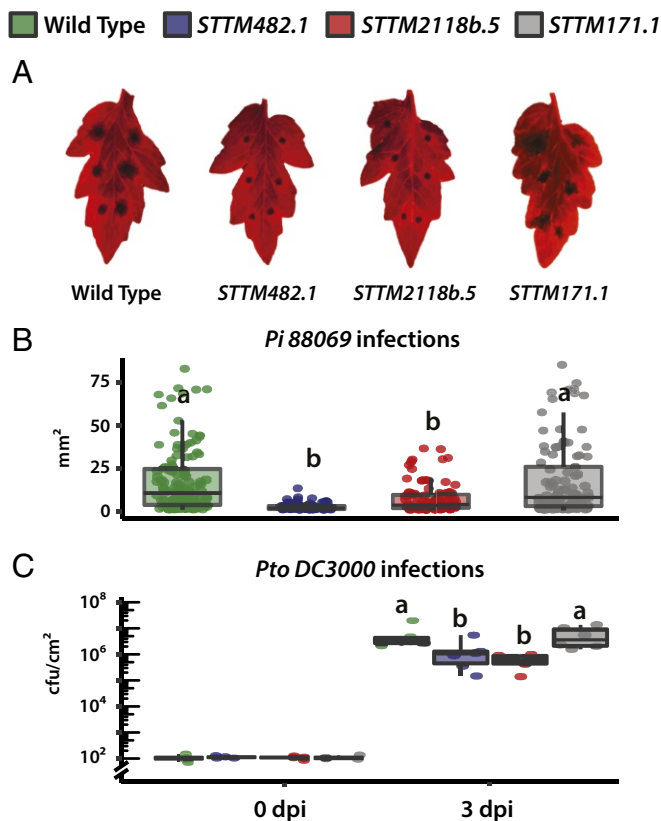 Wild Type STTM482.1 STTM2118b.5 STTM171.1
A
Wild Type STTM482.1 STTM2118b.5 STTM171.1
B Pi 88069 infections
75
50
25
0
mm²
a b b a
C Pto DC3000 infections
10⁸
10⁶
10⁴
10²
cfu/cm²
a b b a
0 dpi 3 dpi